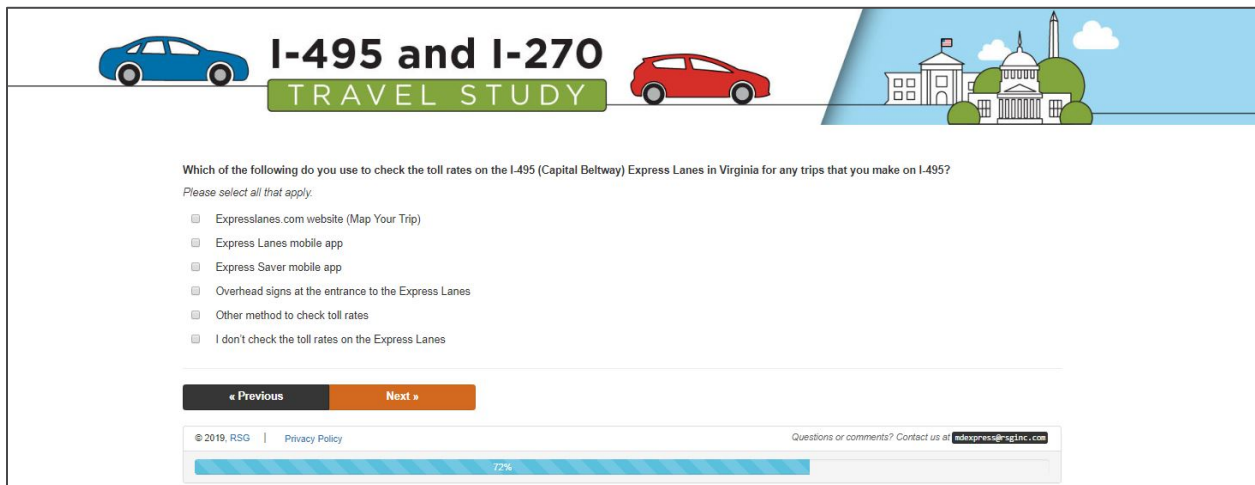 I-495 and I-270
TRAVEL STUDY
Which of the following do you use to check the toll rates on the I-495 (Capital Beltway) Express Lanes in Virginia for any trips that you make on I-495?
Please select all that apply.
Expresslanes.com website (Map Your Trip)
Express Lanes mobile app
Express Saver mobile app
Overhead signs at the entrance to the Express Lanes
Other method to check toll rates
I don't check the toll rates on the Express Lanes
« Previous Next »
© 2019, RSG | Privacy Policy Questions or comments? Contact us at mdexpress@rsginc.com
72%